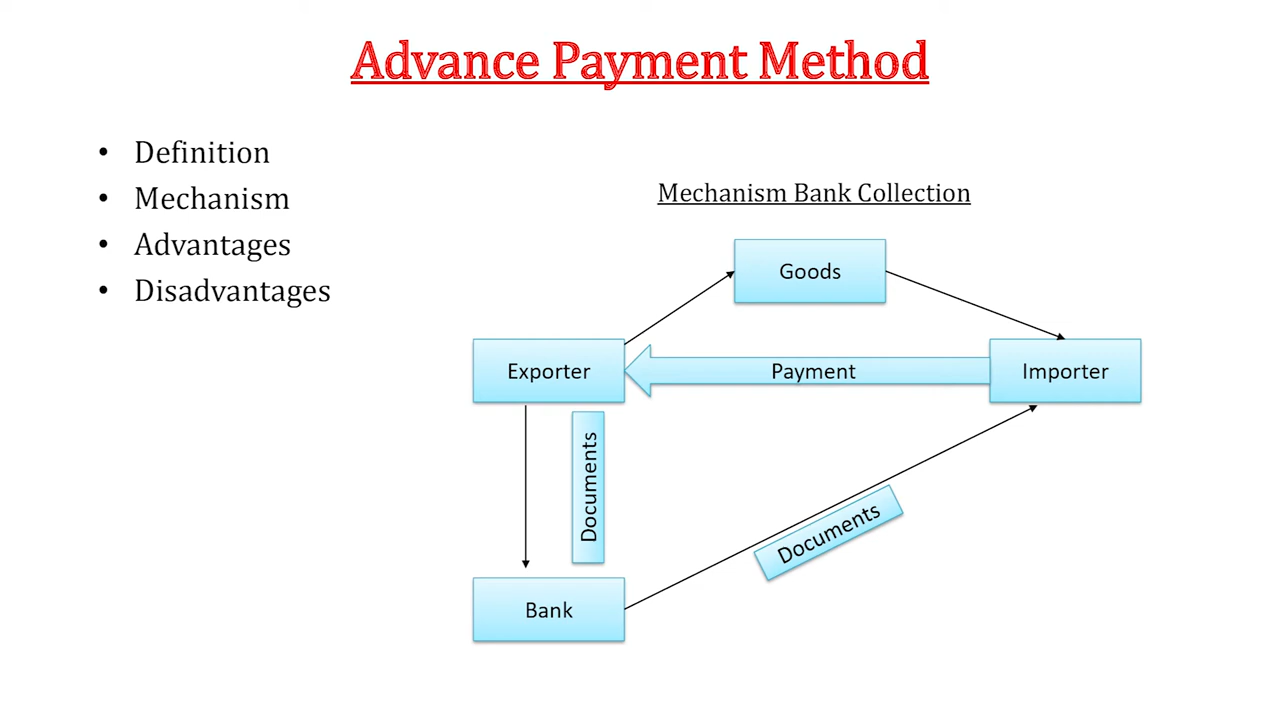 Advance Payment Method
• Definition
• Mechanism
• Advantages
• Disadvantages
Mechanism Bank Collection
Goods
Exporter
Payment
Importer
Documents
Documents
Bank